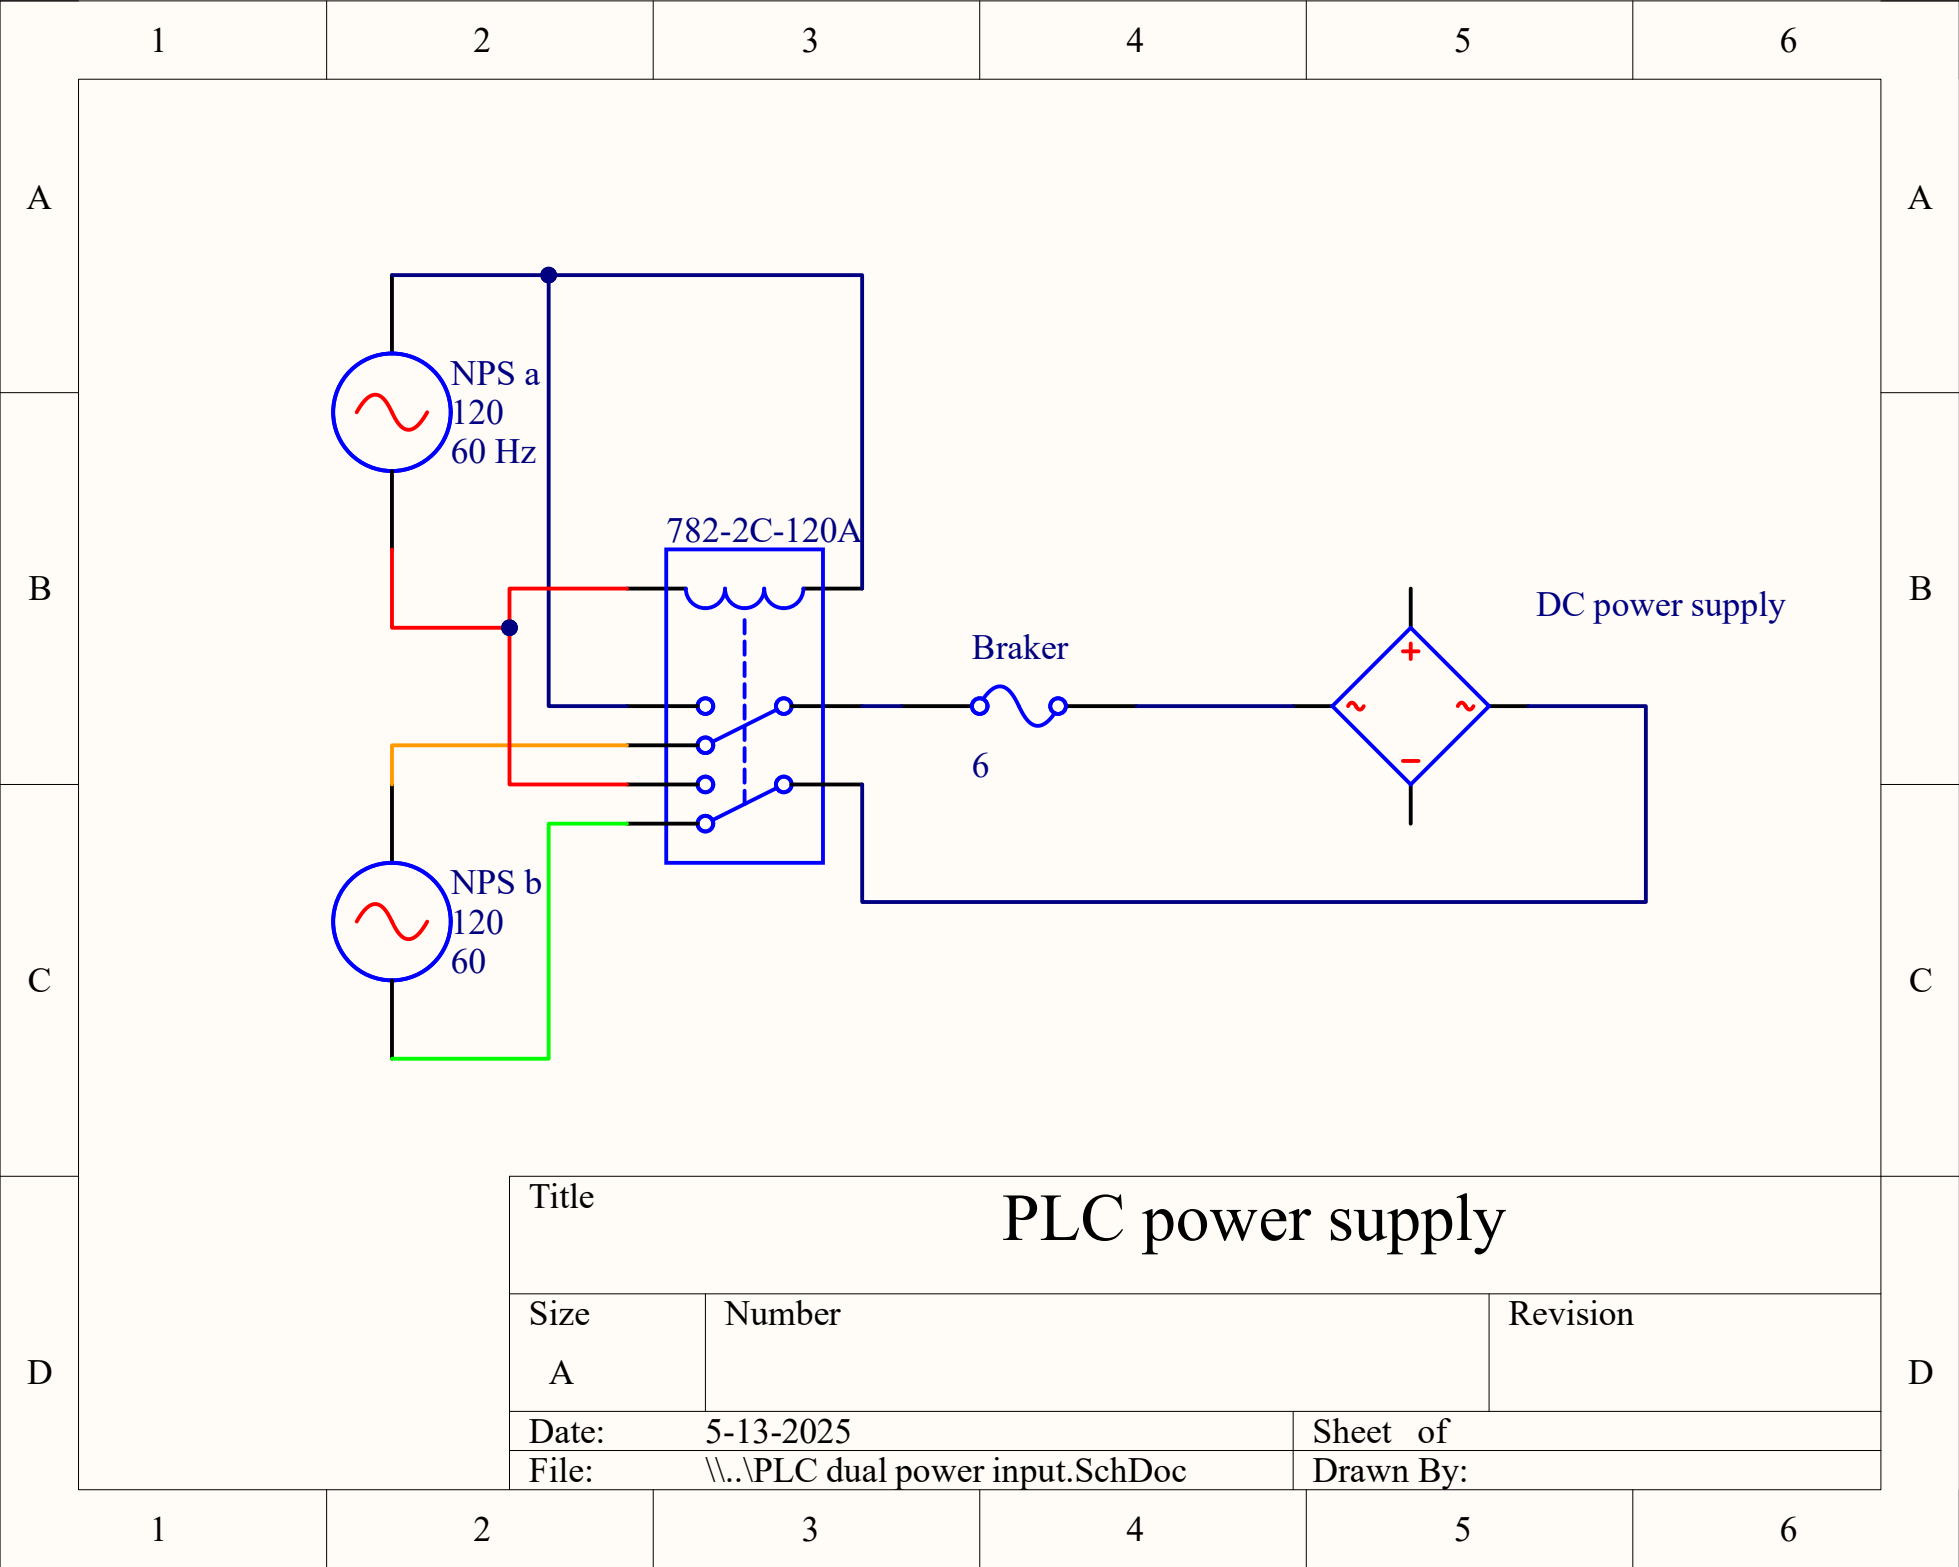 1 2 3 4 5 6
A A
NPS a
120
60 Hz
782-2C-120A
B B
DC power supply
Braker
6
NPS b
120
60
C C
Title
PLC power supply
Size Number Revision
A
D D
Date: 5-13-2025 Sheet of
File: \\..\PLC dual power input.SchDoc Drawn By:
1 2 3 4 5 6